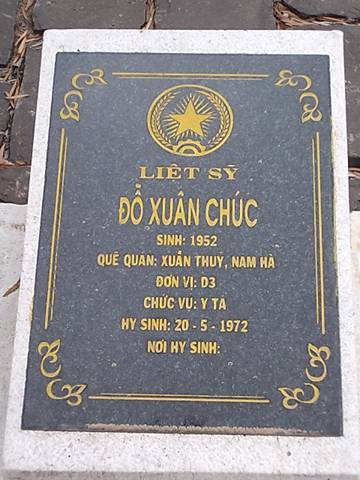 LIỆT SỸ
ĐỖ XUÂN CHÚC
SINH: 1952
QUÊ QUÁN: XUÂN THUỶ, NAM HÀ
ĐƠN VỊ: D3
CHỨC VỤ: Y TÁ
HY SINH: 20 - 5 - 1972
NƠI HY SINH: